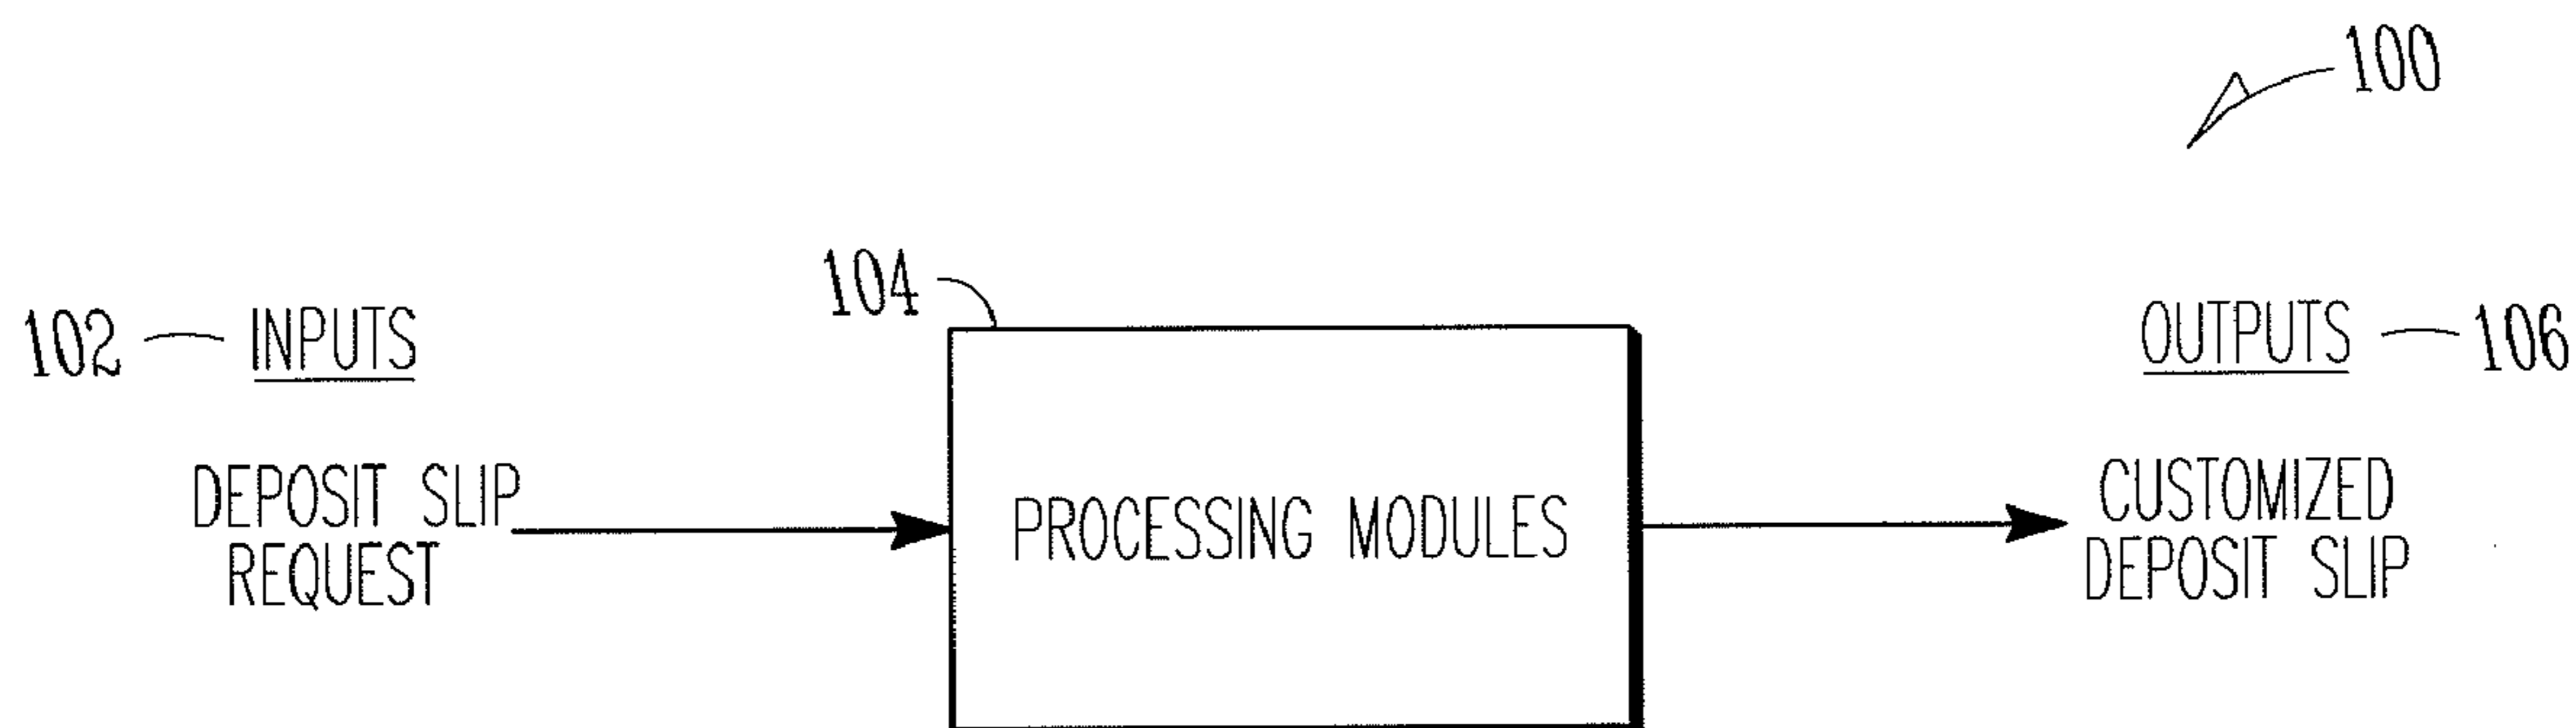 100
104
102 INPUTS
OUTPUTS 106
DEPOSIT SLIP
REQUEST
PROCESSING MODULES
CUSTOMIZED
DEPOSIT SLIP